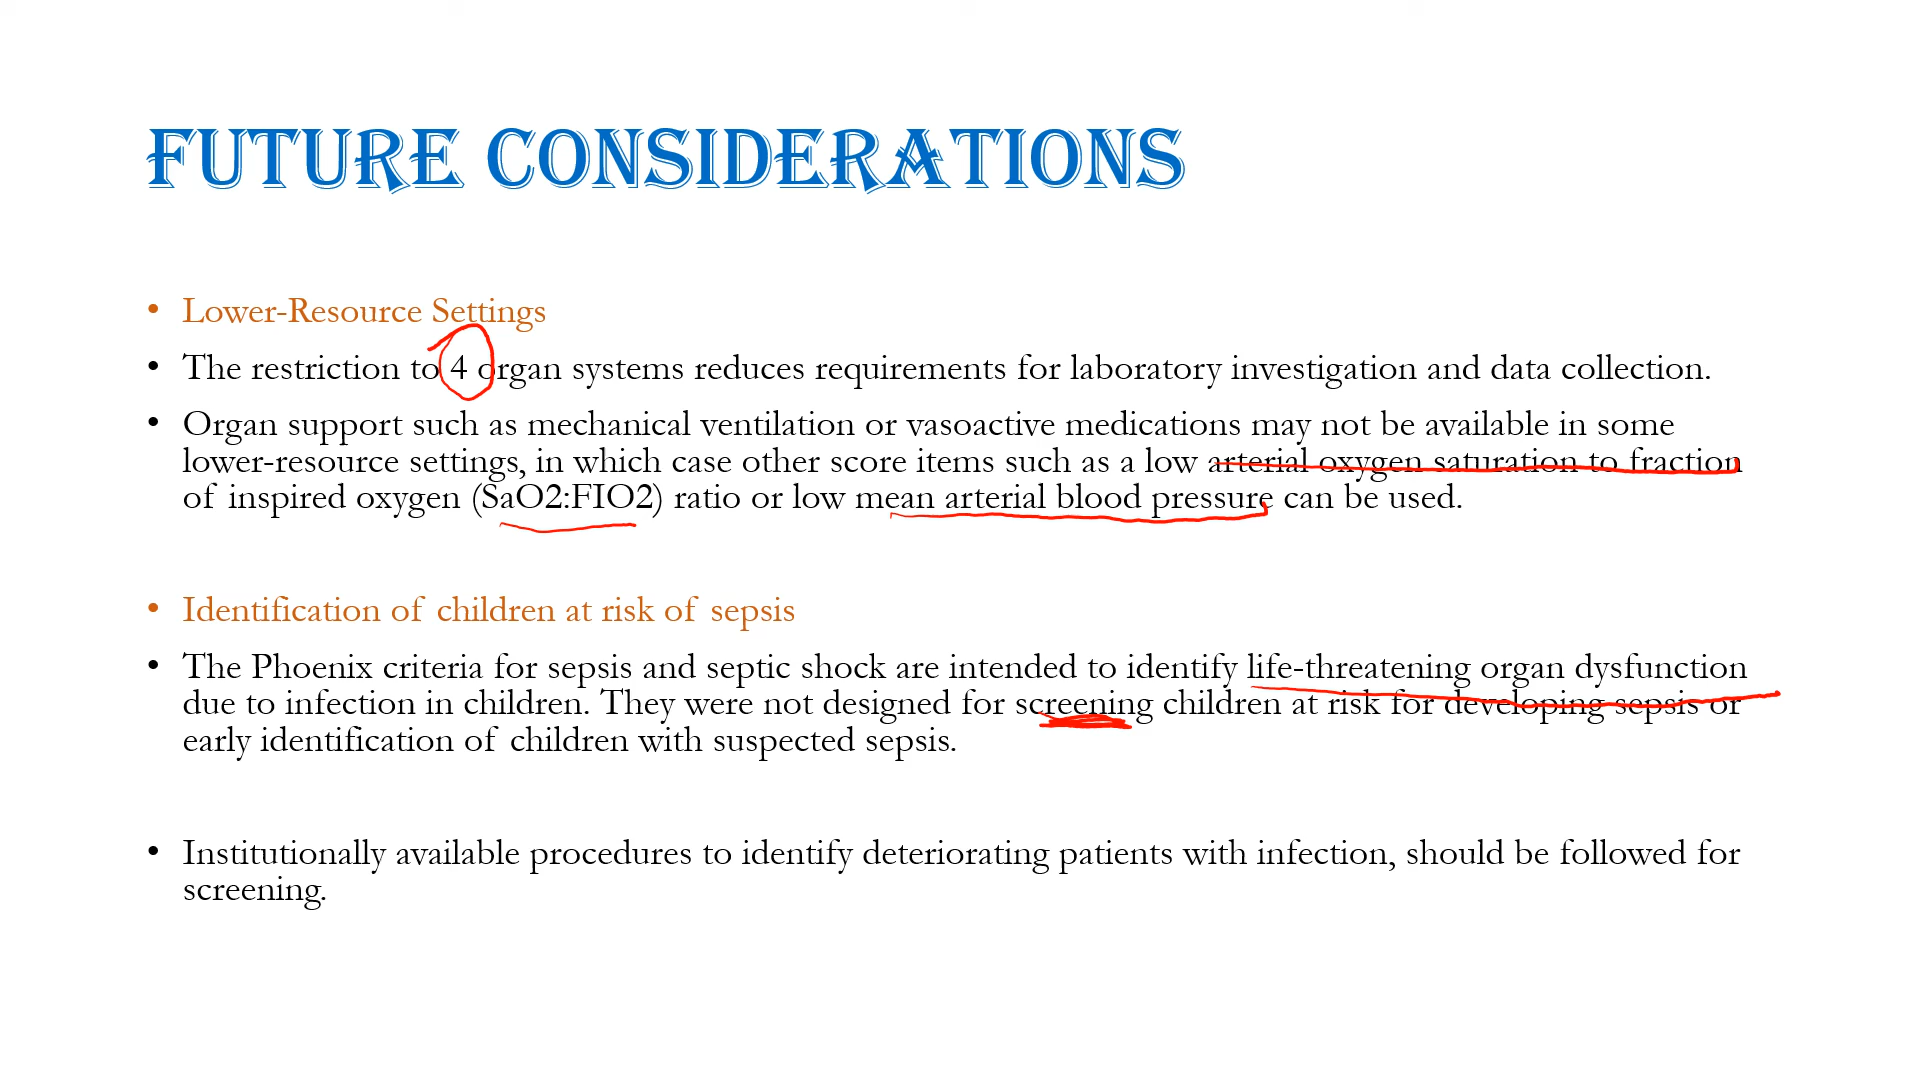 FUTURE CONSIDERATIONS
• Lower-Resource Settings
• The restriction to 4 organ systems reduces requirements for laboratory investigation and data collection.
• Organ support such as mechanical ventilation or vasoactive medications may not be available in some
lower-resource settings, in which case other score items such as a low arterial oxygen saturation to fraction
of inspired oxygen (SaO2:FIO2) ratio or low mean arterial blood pressure can be used.
• Identification of children at risk of sepsis
• The Phoenix criteria for sepsis and septic shock are intended to identify life-threatening organ dysfunction
due to infection in children. They were not designed for screening children at risk for developing sepsis or
early identification of children with suspected sepsis.
• Institutionally available procedures to identify deteriorating patients with infection, should be followed for
screening.